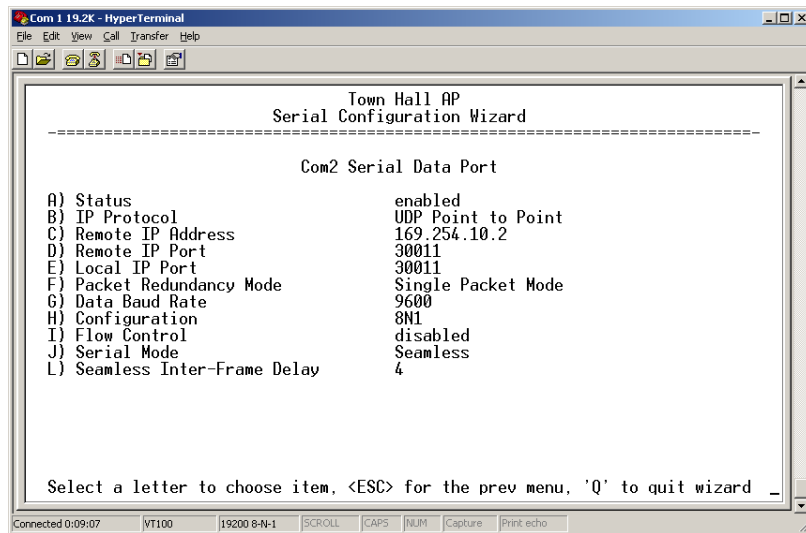 Com 1 19.2K - HyperTerminal
File Edit View Call Transfer Help
Town Hall AP
Serial Configuration Wizard
-==========================================================================-
Com2 Serial Data Port
A) Status enabled
B) IP Protocol UDP Point to Point
C) Remote IP Address 169.254.10.2
D) Remote IP Port 30011
E) Local IP Port 30011
F) Packet Redundancy Mode Single Packet Mode
G) Data Baud Rate 9600
H) Configuration 8N1
I) Flow Control disabled
J) Serial Mode Seamless
L) Seamless Inter-Frame Delay 4
Select a letter to choose item, <ESC> for the prev menu, 'Q' to quit wizard _
Connected 0:09:07 VT100 19200 8-N-1 SCROLL CAPS NUM Capture Print echo